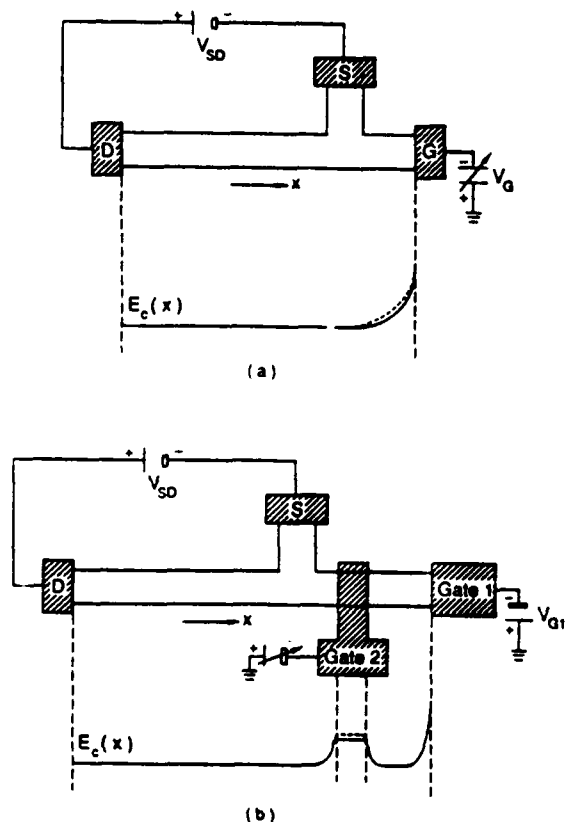 + -
V_SD
S
D
G
-
V_G
+
x
E_c(x)
(a)
+ -
V_SD
S
D
Gate 1
-
V_G1
+
x
+ -
Gate 2
E_c(x)
(b)